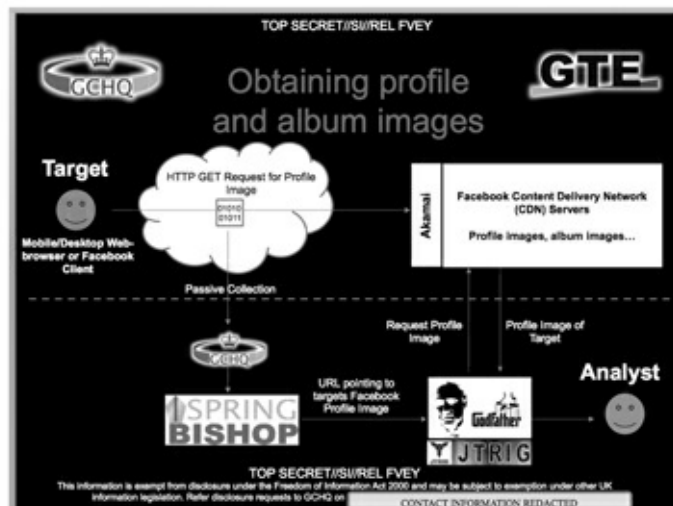 TOP SECRET//SI//REL FVEY
GCHQ
GTE
Obtaining profile
and album images
Target
HTTP GET Request for Profile
Image
01010
01011
Mobile/Desktop Web-
browser or Facebook
Client
Akamai
Facebook Content Delivery Network
(CDN) Servers
Profile images, album images...
Passive Collection
GCHQ
Request Profile
Image
Profile Image of
Target
SPRING
BISHOP
URL pointing to
targets Facebook
Profile Image
Godfather
JTRIG
Analyst
TOP SECRET//SI//REL FVEY
This information is exempt from disclosure under the Freedom of Information Act 2000 and may be subject to exemption under other UK
information legislation. Refer disclosure requests to GCHQ on
CONTACT INFORMATION REDACTED